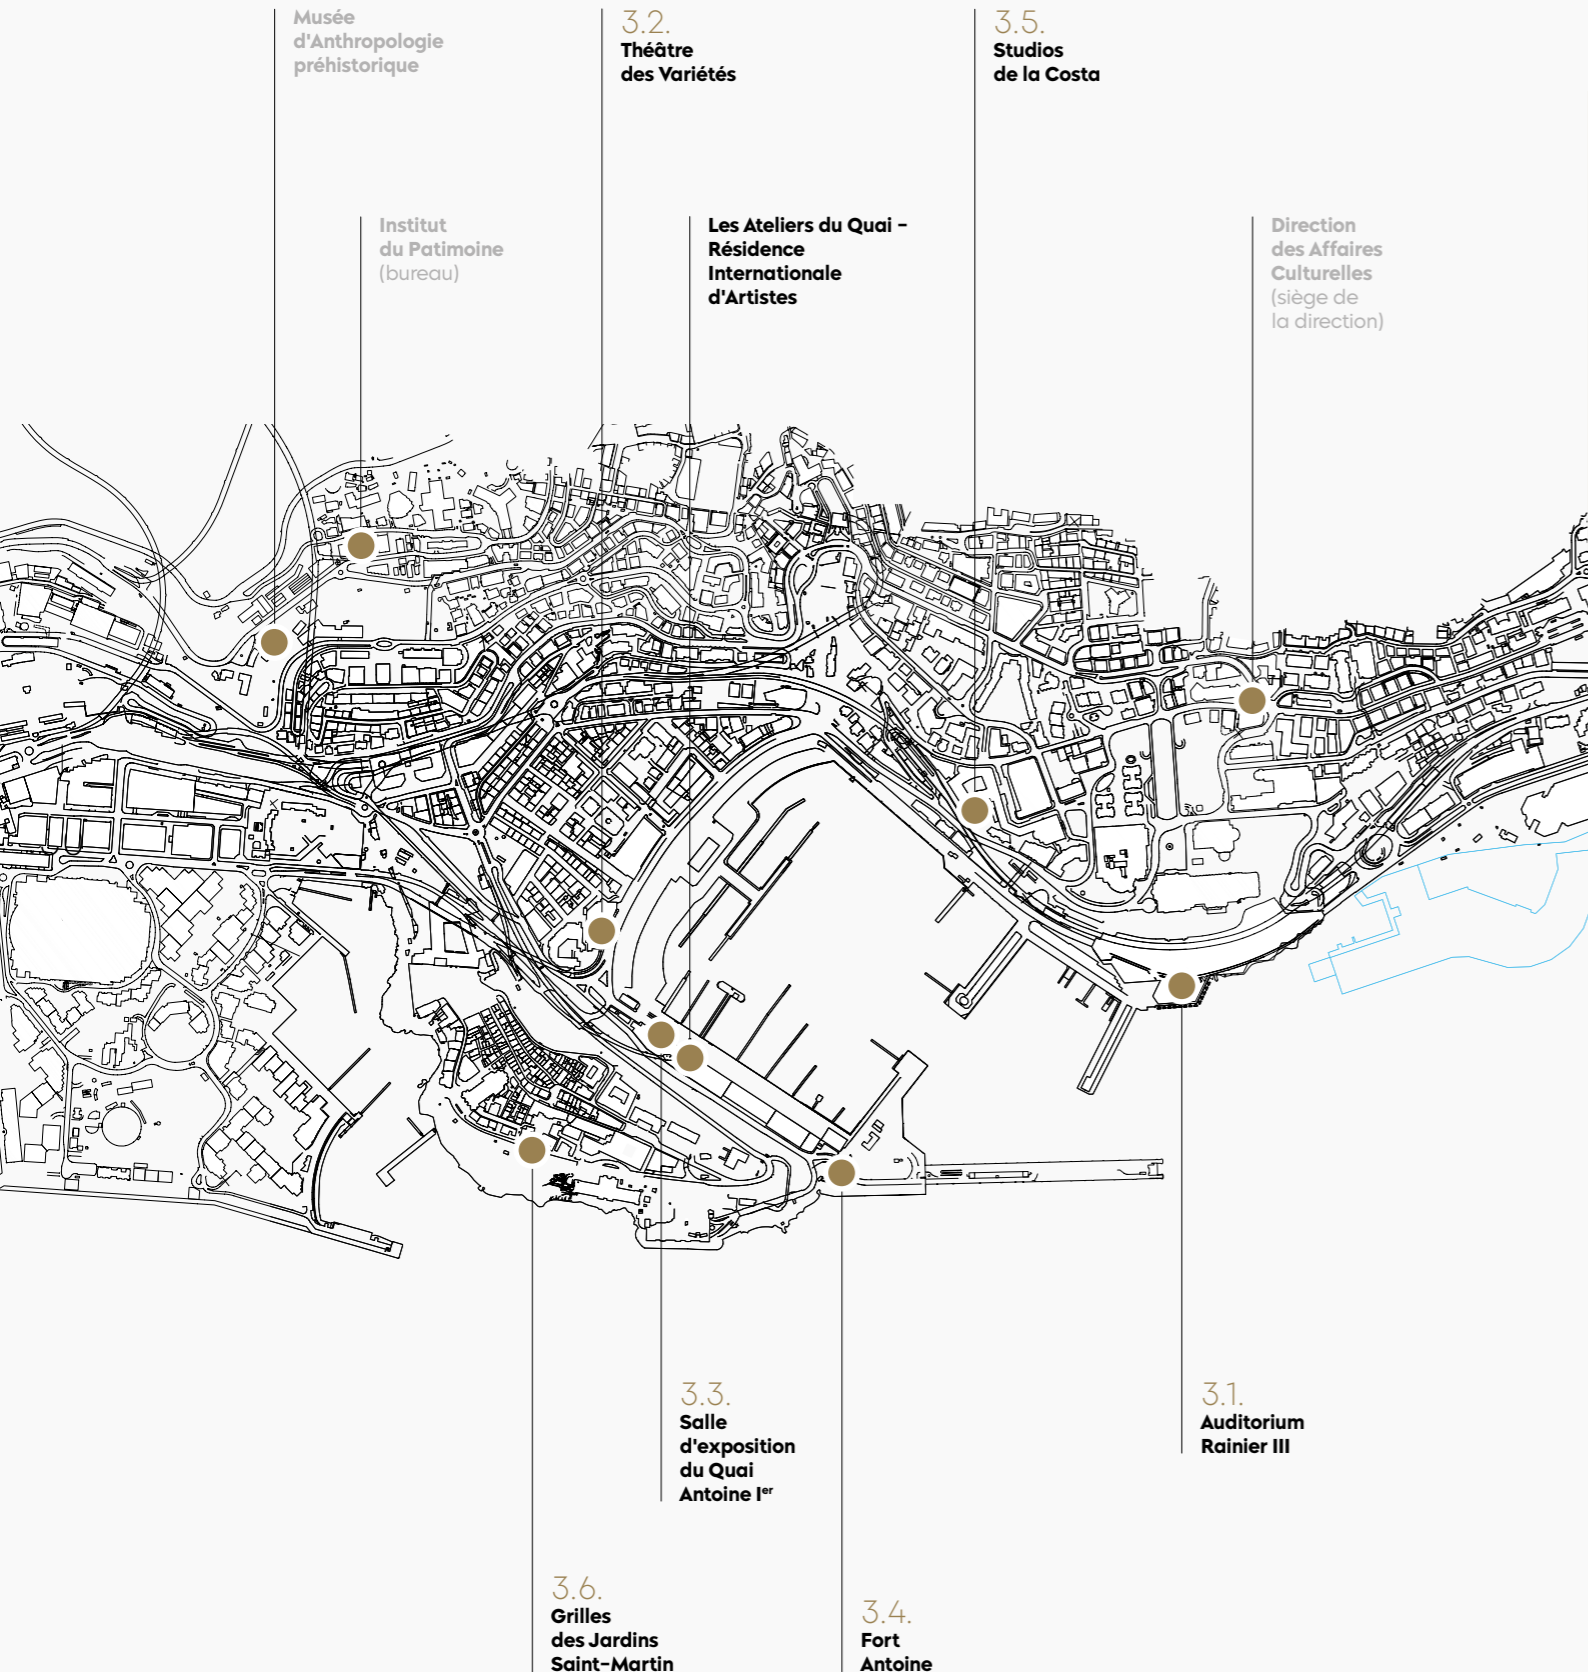 Musée
d'Anthropologie
préhistorique
3.2.
Théâtre
des Variétés
3.5.
Studios
de la Costa
Institut
du Patimoine
(bureau)
Les Ateliers du Quai –
Résidence
Internationale
d'Artistes
Direction
des Affaires
Culturelles
(siège de
la direction)
3.3.
Salle
d'exposition
du Quai
Antoine Ier
3.1.
Auditorium
Rainier III
3.6.
Grilles
des Jardins
Saint-Martin
3.4.
Fort
Antoine